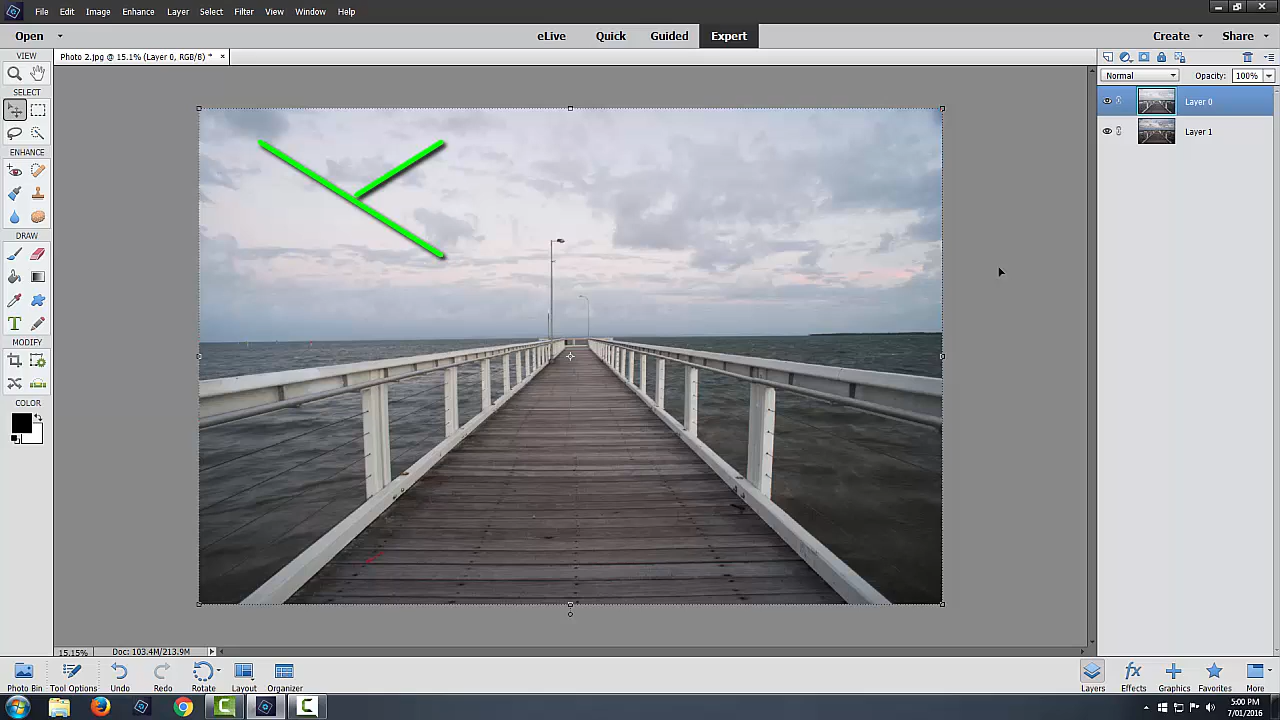 File Edit Image Enhance Layer Select Filter View Window Help
Open eLive Quick Guided Expert Create Share
VIEW
Photo 2.jpg @ 15.1% (Layer 0, RGB/8) * ×
Normal Opacity: 100%
SELECT
Layer 0
Layer 1
ENHANCE
DRAW
T
MODIFY
COLOR
15.15% Doc: 103.4M/213.9M
Photo Bin Tool Options Undo Redo Rotate Layout Organizer Layers Effects Graphics Favorites More
fx
5:00 PM
7/01/2016